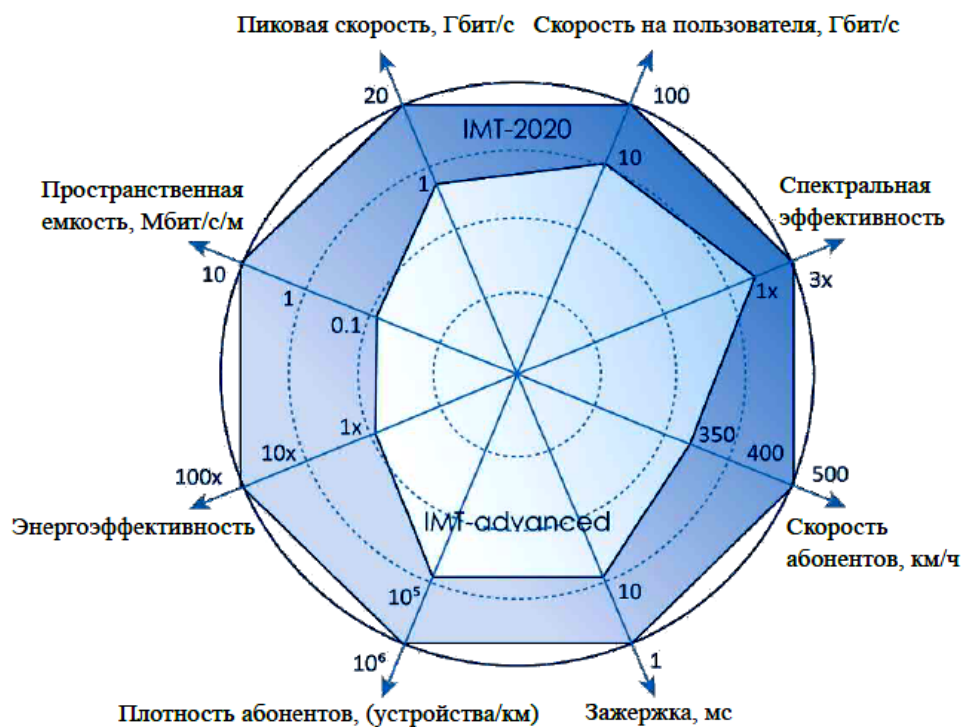 Пиковая скорость, Гбит/с
Скорость на пользователя, Гбит/с
20
100
IMT-2020
1
10
Пространственная
емкость, Мбит/с/м
Спектральная
эффективность
10
1
0.1
1x
3x
1x
10x
100x
350
400
500
Энергоэффективность
IMT-advanced
Скорость
абонентов, км/ч
10⁵
10
10⁶
1
Плотность абонентов, (устройства/км)
Зажержка, мс